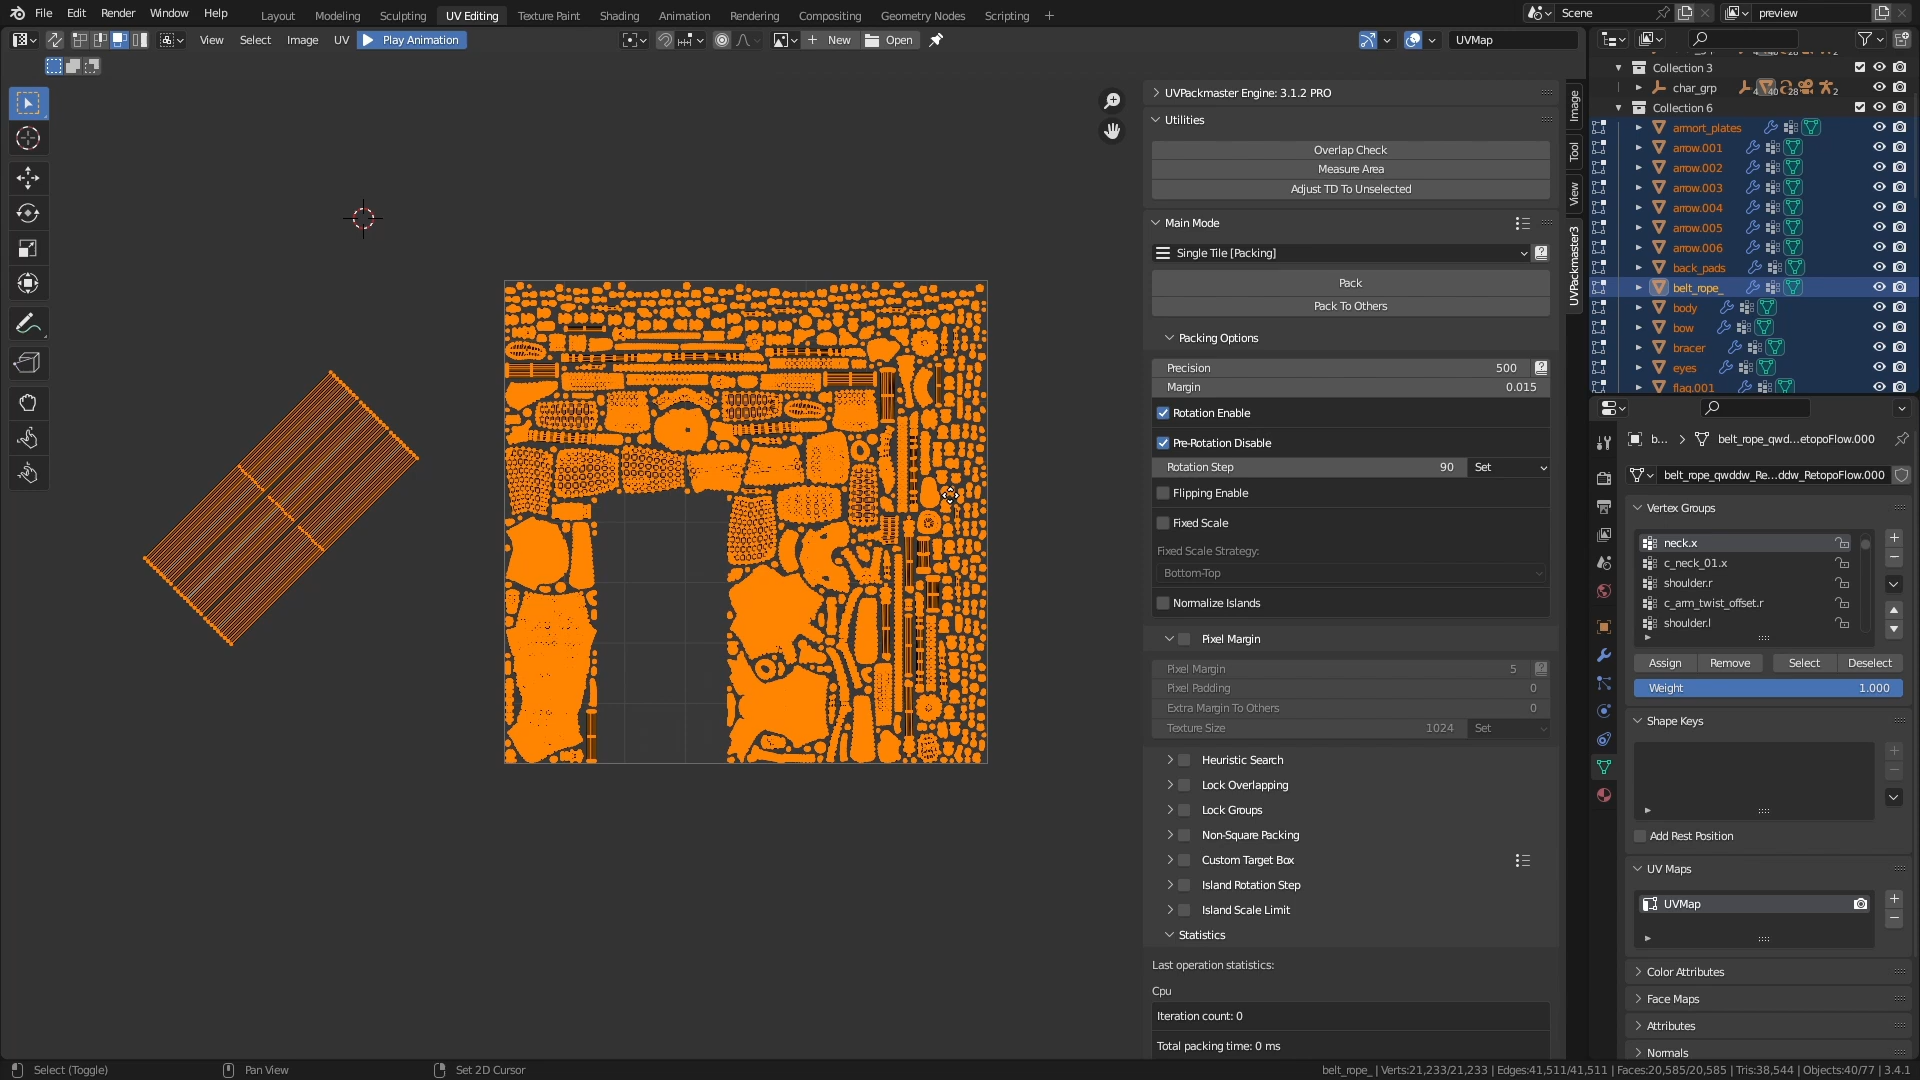 File Edit Render Window Help Layout Modeling Sculpting UV Editing Texture Paint Shading Animation Rendering Compositing Geometry Nodes Scripting + Scene preview
View Select Image UV Play Animation New Open UVMap
Collection 3
char_grp 4 40 28 2
Collection 6
armort_plates
arrow.001
arrow.002
arrow.003
arrow.004
arrow.005
arrow.006
back_pads
belt_rope_
body
bow
bracer
eyes
flag.001
UVPackmaster Engine: 3.1.2 PRO
Utilities
Overlap Check
Measure Area
Adjust TD To Unselected
Main Mode
Single Tile [Packing]
Pack
Pack To Others
Packing Options
Precision 500
Margin 0.015
Rotation Enable
Pre-Rotation Disable
Rotation Step 90 Set
Flipping Enable
Fixed Scale
Fixed Scale Strategy:
Bottom-Top
Normalize Islands
Pixel Margin
Pixel Margin 5
Pixel Padding 0
Extra Margin To Others 0
Texture Size 1024 Set
Heuristic Search
Lock Overlapping
Lock Groups
Non-Square Packing
Custom Target Box
Island Rotation Step
Island Scale Limit
Statistics
Last operation statistics:
Cpu
Iteration count: 0
Total packing time: 0 ms
Image
Tool
View
UVPackmaster3
b... belt_rope_qwd...etopoFlow.000
belt_rope_qwddw_Re...ddw_RetopoFlow.000
Vertex Groups
neck.x
c_neck_01.x
shoulder.r
c_arm_twist_offset.r
shoulder.l
Assign Remove Select Deselect
Weight 1.000
Shape Keys
Add Rest Position
UV Maps
UVMap
Color Attributes
Face Maps
Attributes
Normals
Select (Toggle) Pan View Set 2D Cursor belt_rope_ | Verts:21,233/21,233 | Edges:41,511/41,511 | Faces:20,585/20,585 | Tris:38,544 | Objects:40/77 | 3.4.1